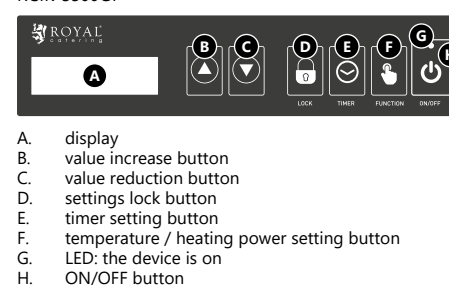 ROYAL
catering
A
B
C
D
E
F
G
H
LOCK
TIMER
FUNCTION
ON/OFF
A. display
B. value increase button
C. value reduction button
D. settings lock button
E. timer setting button
F. temperature / heating power setting button
G. LED: the device is on
H. ON/OFF button